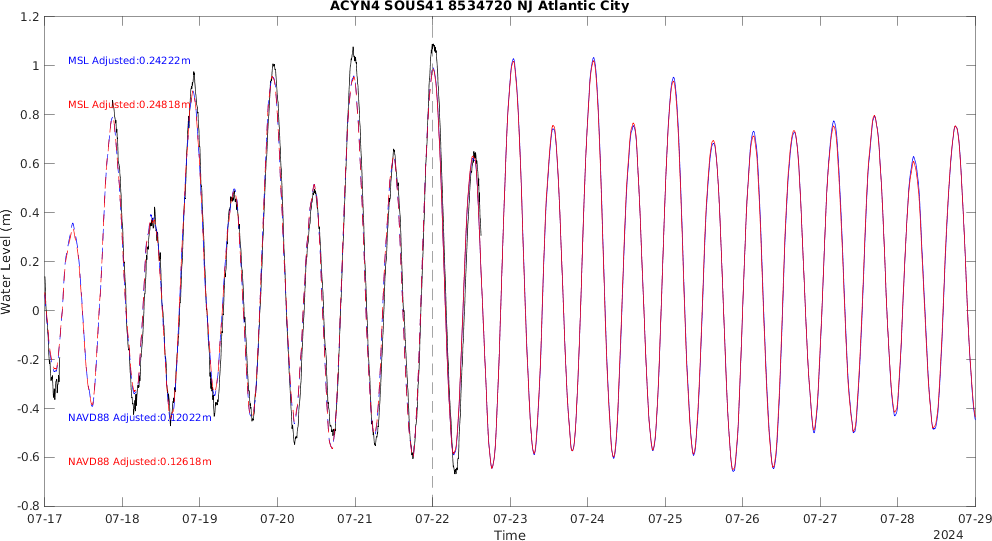 ACYN4 SOUS41 8534720 NJ Atlantic City
1.2
1
0.8
0.6
0.4
0.2
0
-0.2
-0.4
-0.6
-0.8
Water Level (m)
MSL Adjusted:0.24222m
MSL Adjusted:0.24818m
NAVD88 Adjusted:0.12022m
NAVD88 Adjusted:0.12618m
07-17 07-18 07-19 07-20 07-21 07-22 07-23 07-24 07-25 07-26 07-27 07-28 07-29
Time
2024